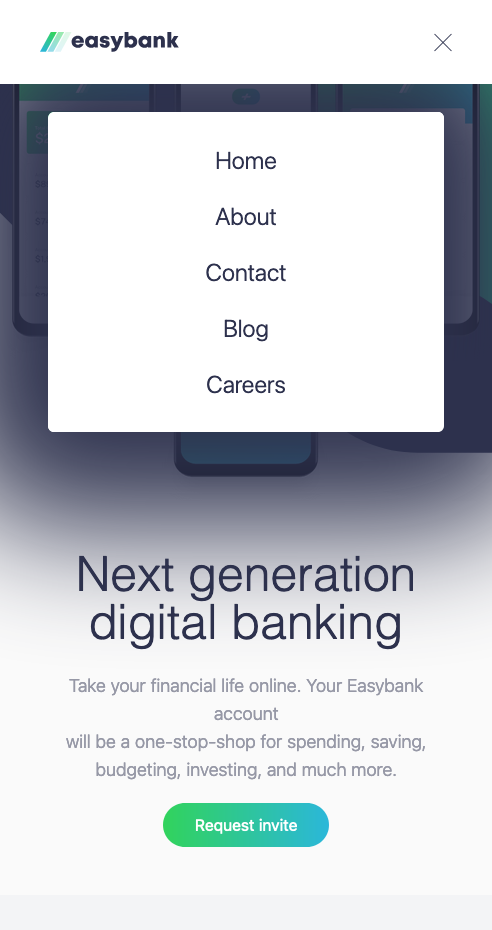 easybank
Home
About
Contact
Blog
Careers
Next generation
digital banking
Take your financial life online. Your Easybank
account
will be a one-stop-shop for spending, saving,
budgeting, investing, and much more.
Request invite